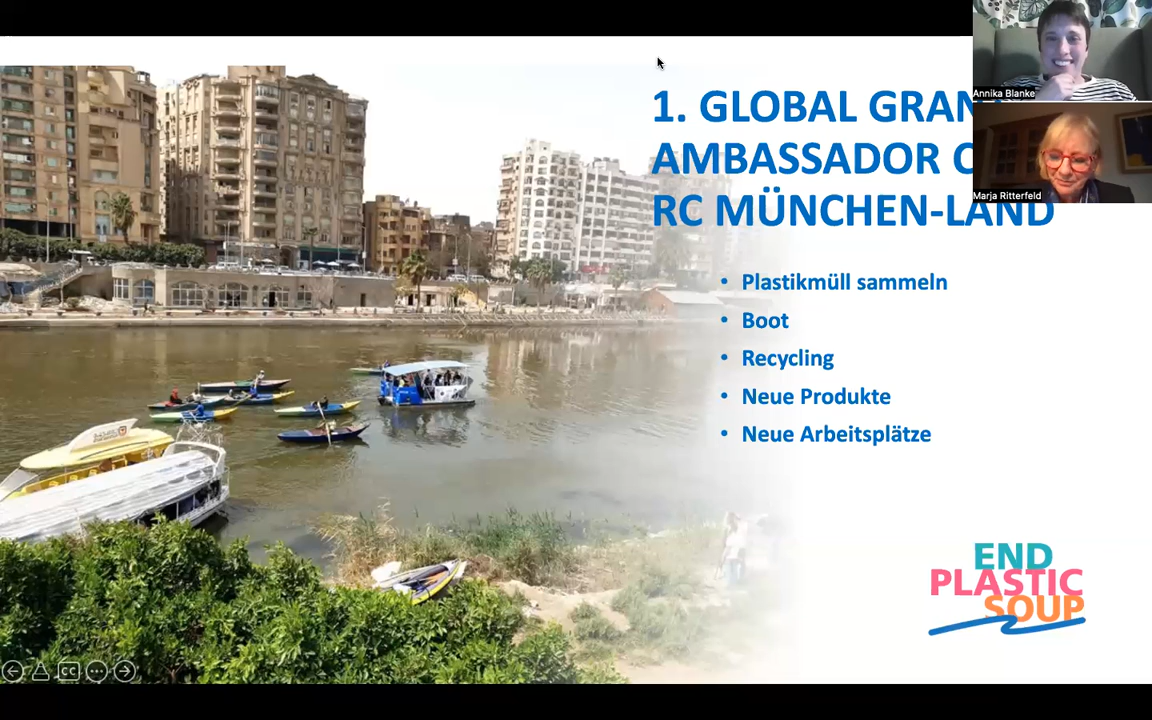 1. GLOBAL GRAN
AMBASSADOR C
RC MÜNCHEN-LAND
• Plastikmüll sammeln
• Boot
• Recycling
• Neue Produkte
• Neue Arbeitsplätze
END
PLASTIC
SOUP
Annika Blanke
Marja Ritterfeld
CC